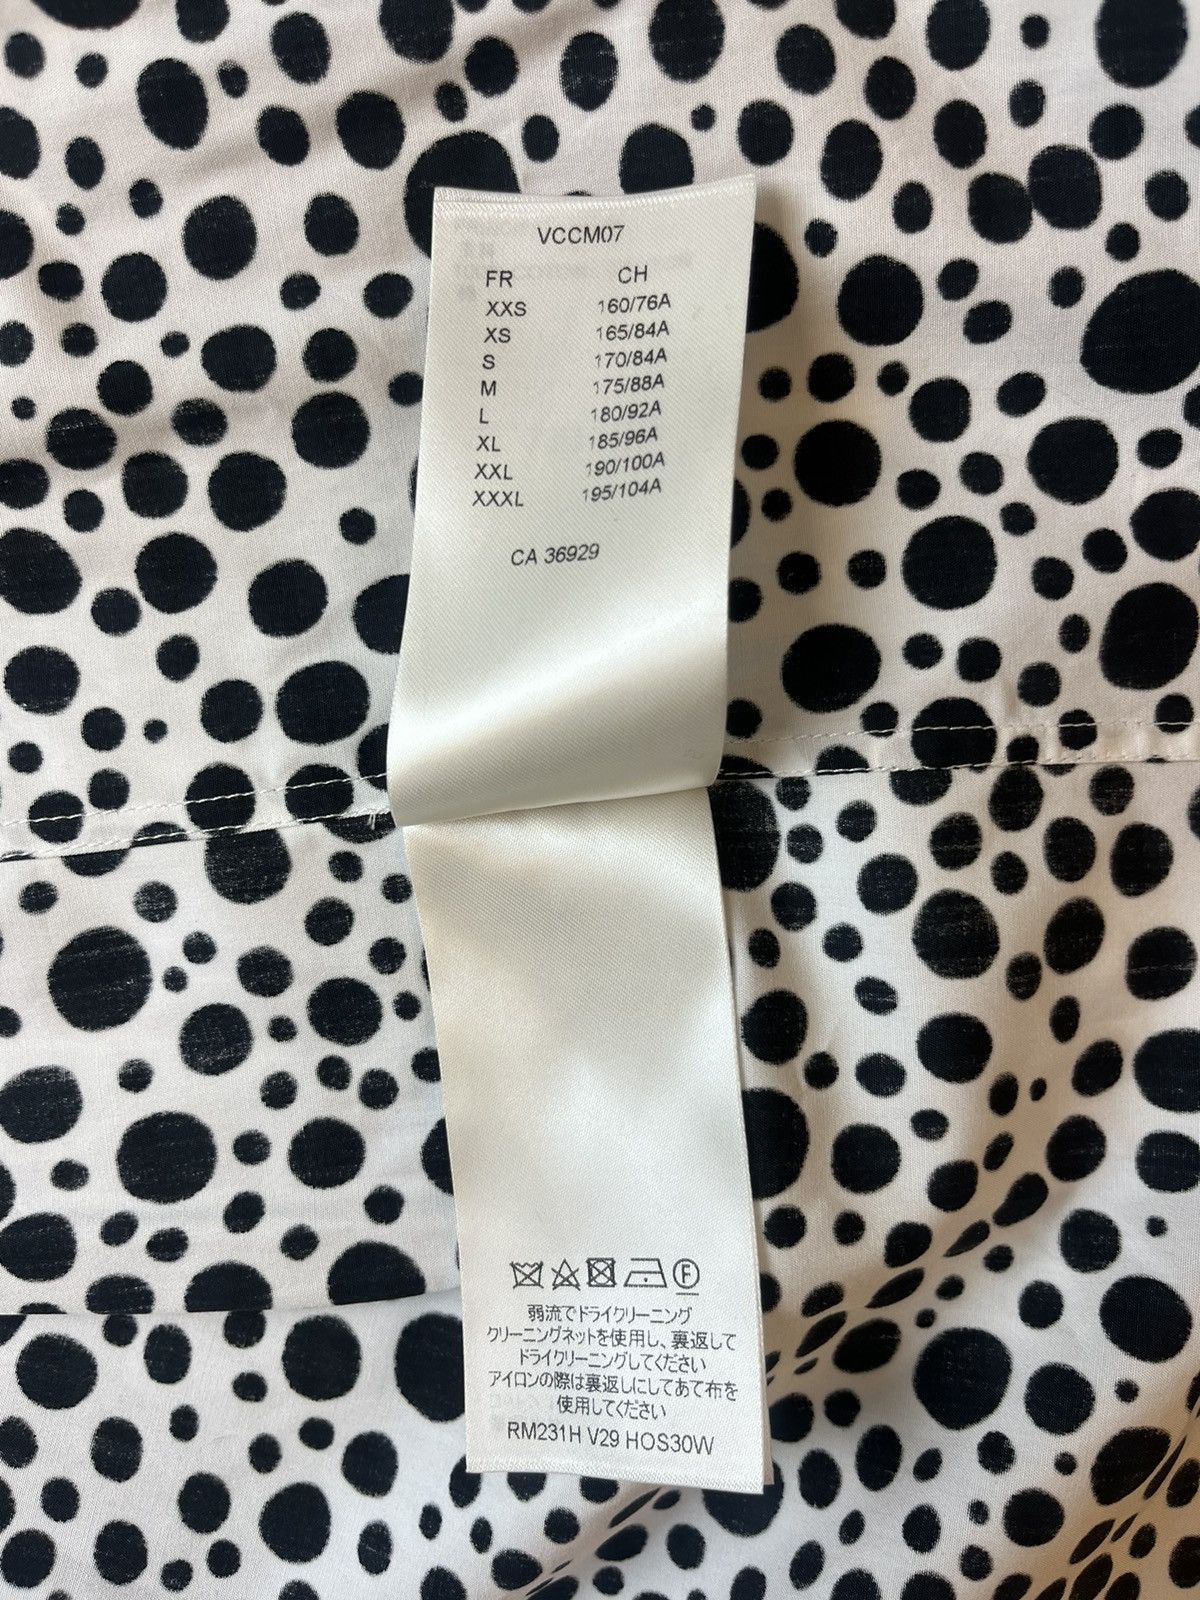 VCCM07
FR CH
XXS 160/76A
XS 165/84A
S 170/84A
M 175/88A
L 180/92A
XL 185/96A
XXL 190/100A
XXXL 195/104A
CA 36929
F
弱流でドライクリーニング
クリーニングネットを使用し、裏返して
ドライクリーニングしてください
アイロンの際は裏返しにしてあて布を
使用してください
RM231H V29 HOS30W